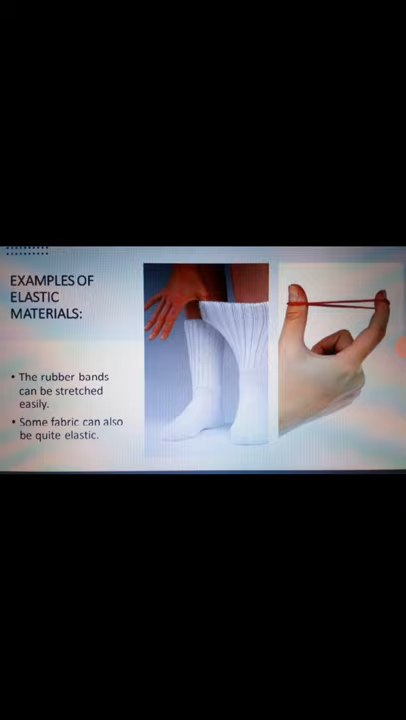 EXAMPLES OF
ELASTIC
MATERIALS:
• The rubber bands
can be stretched
easily.
• Some fabric can also
be quite elastic.